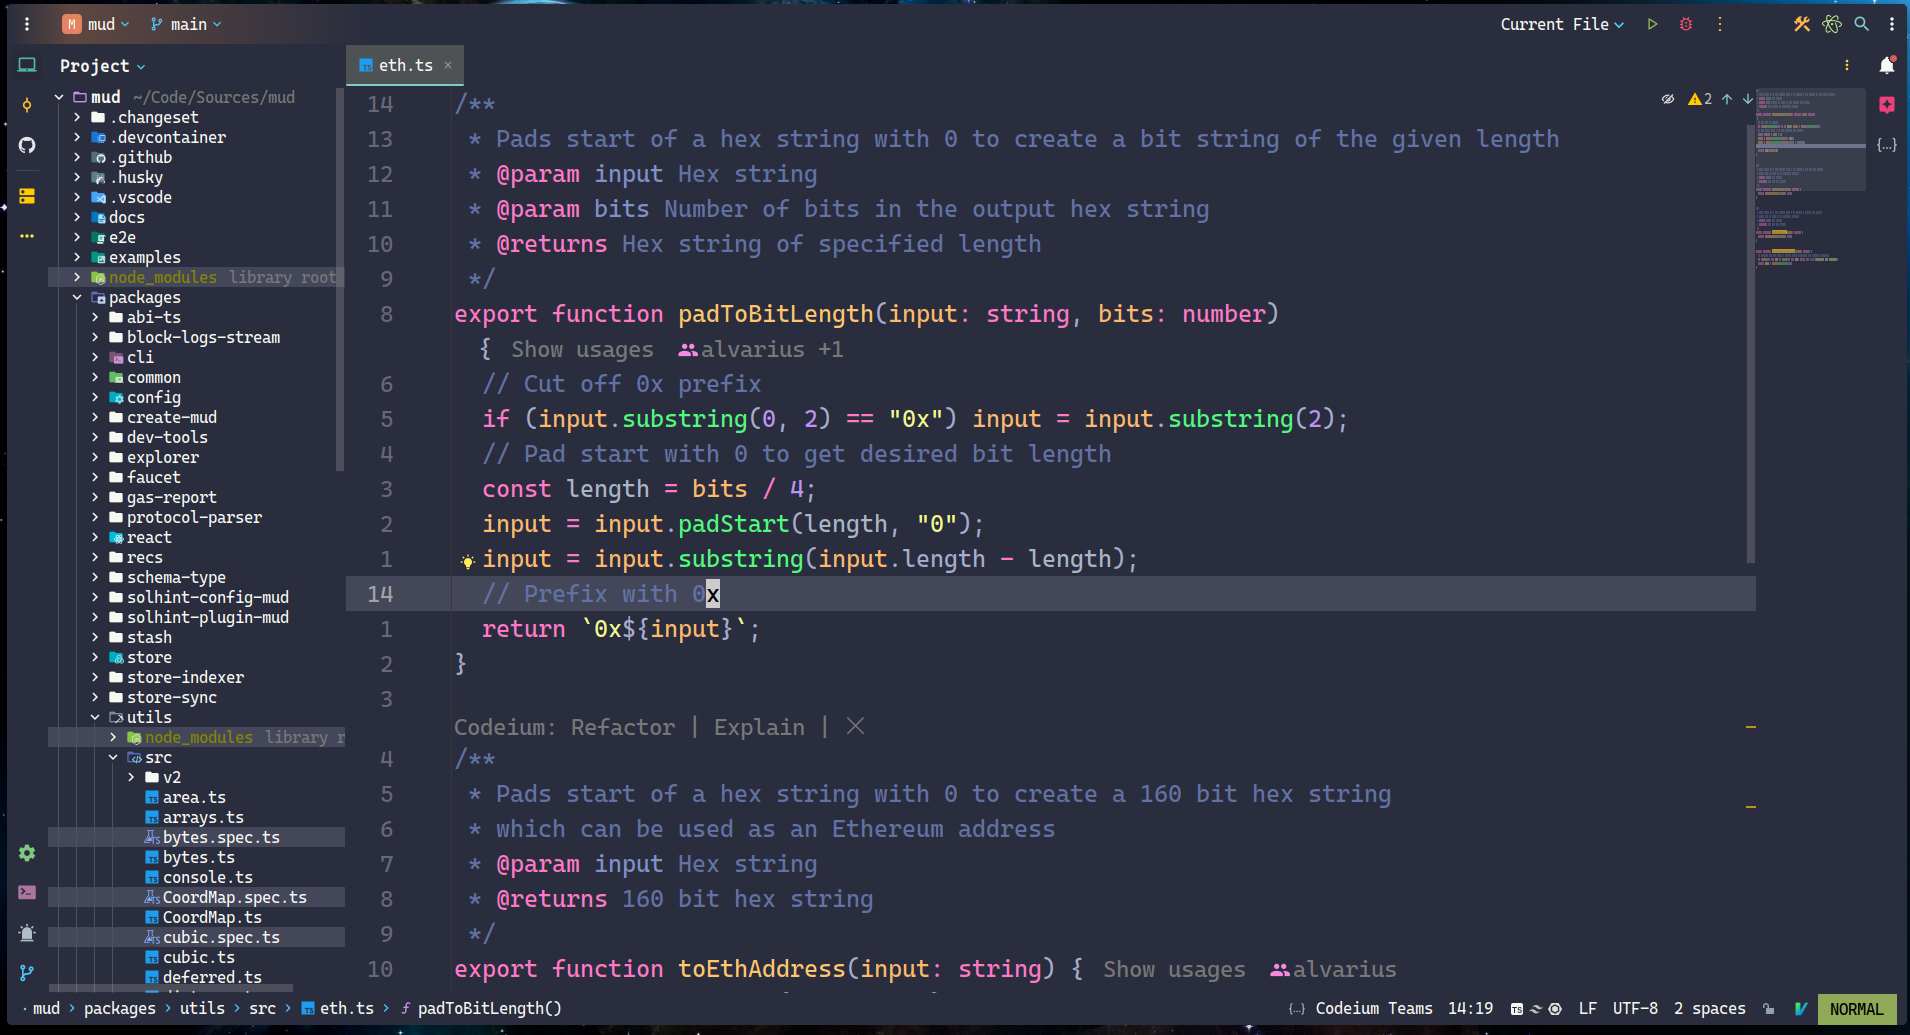 M mud main Current File
Project
eth.ts
mud ~/Code/Sources/mud
.changeset
.devcontainer
.github
.husky
.vscode
docs
e2e
examples
node_modules library root
packages
abi-ts
block-logs-stream
cli
common
config
create-mud
dev-tools
explorer
faucet
gas-report
protocol-parser
react
recs
schema-type
solhint-config-mud
solhint-plugin-mud
stash
store
store-indexer
store-sync
utils
node_modules library r
src
v2
area.ts
arrays.ts
bytes.spec.ts
bytes.ts
console.ts
CoordMap.spec.ts
CoordMap.ts
cubic.spec.ts
cubic.ts
deferred.ts
2
14 /**
13 * Pads start of a hex string with 0 to create a bit string of the given length
12 * @param input Hex string
11 * @param bits Number of bits in the output hex string
10 * @returns Hex string of specified length
9 */
8 export function padToBitLength(input: string, bits: number)
{ Show usages alvarius +1
6 // Cut off 0x prefix
5 if (input.substring(0, 2) == "0x") input = input.substring(2);
4 // Pad start with 0 to get desired bit length
3 const length = bits / 4;
2 input = input.padStart(length, "0");
1 input = input.substring(input.length - length);
14 // Prefix with 0x
1 return `0x${input}`;
2 }
3
Codeium: Refactor | Explain |
4 /**
5 * Pads start of a hex string with 0 to create a 160 bit hex string
6 * which can be used as an Ethereum address
7 * @param input Hex string
8 * @returns 160 bit hex string
9 */
10 export function toEthAddress(input: string) { Show usages alvarius
mud > packages > utils > src > eth.ts > padToBitLength()
{...} Codeium Teams 14:19 LF UTF-8 2 spaces NORMAL